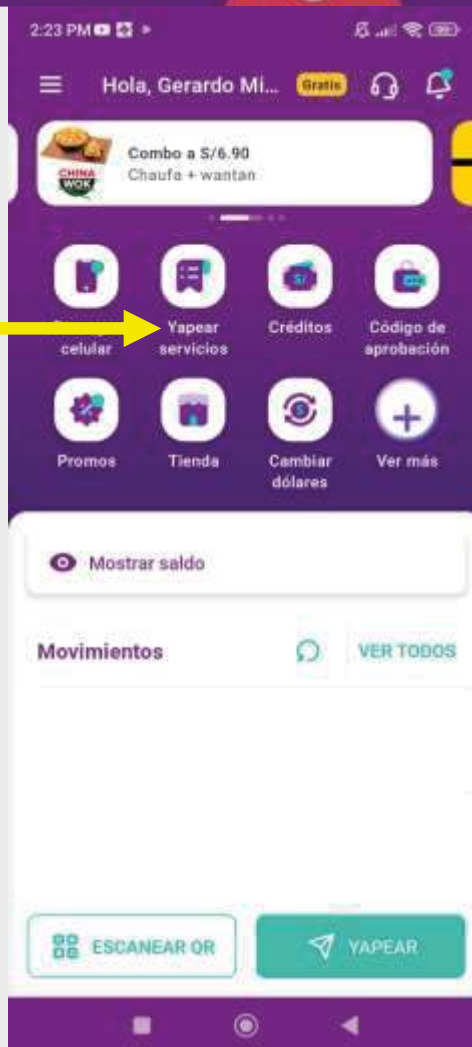 2:23 PM
Hola, Gerardo Mi... Gratis
CHINA WOK
Combo a S/6.90
Chaufa + wantan
celular
Yapear servicios
Créditos
Código de aprobación
Promos
Tienda
Cambiar dólares
Ver más
Mostrar saldo
Movimientos VER TODOS
ESCANEAR QR YAPEAR